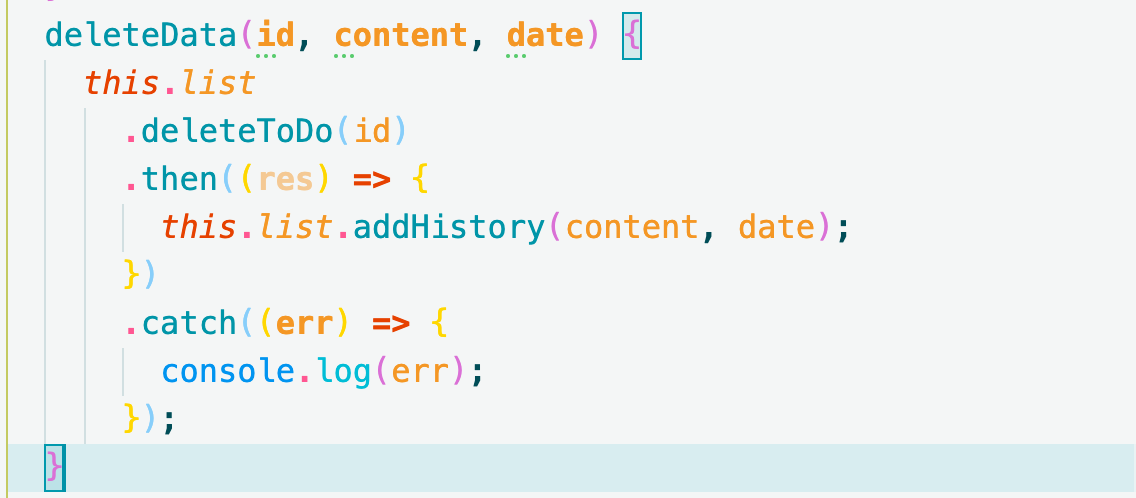 deleteData(id, content, date) {
this.list
.deleteToDo(id)
.then((res) => {
this.list.addHistory(content, date);
})
.catch((err) => {
console.log(err);
});
}